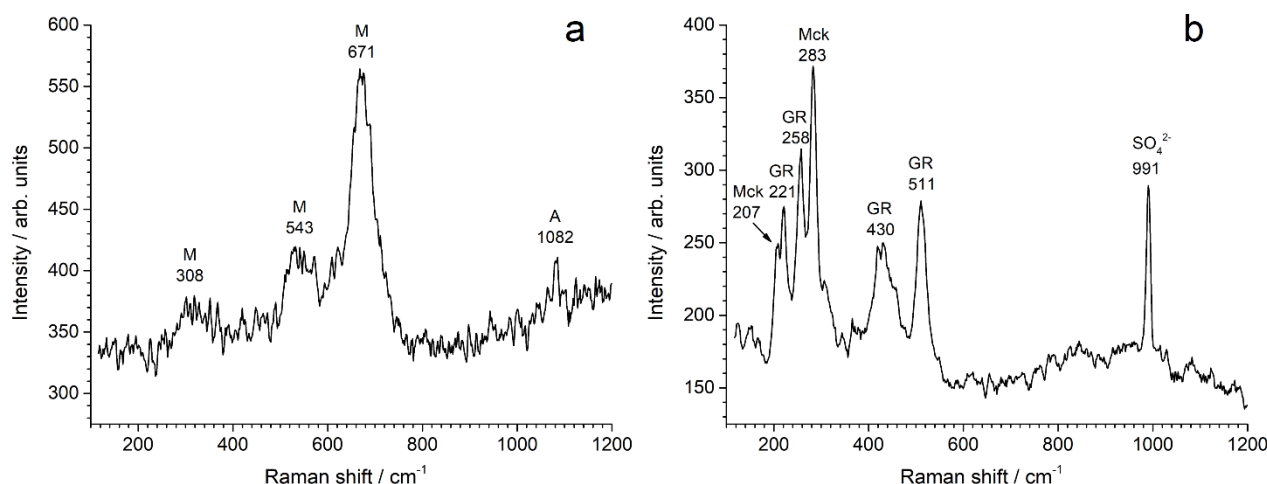 a
M
671
M
543
M
308
A
1082
600
550
500
450
400
350
300
200 400 600 800 1000 1200
Intensity / arb. units
Raman shift / cm⁻¹
b
Mck
283
GR
258
GR
221
Mck
207
GR
430
GR
511
SO₄²⁻
991
400
350
300
250
200
150
200 400 600 800 1000 1200
Intensity / arb. units
Raman shift / cm⁻¹